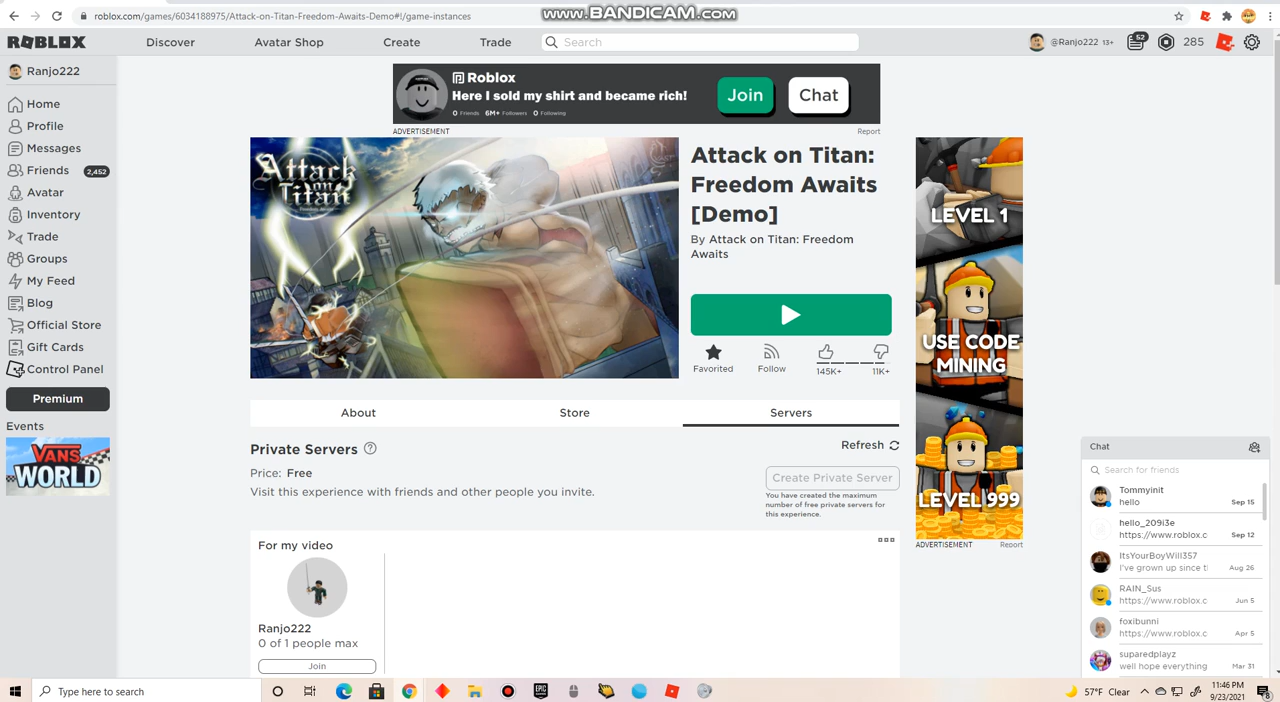 roblox.com/games/6034188975/Attack-on-Titan-Freedom-Awaits-Demo#!/game-instances
www.BANDICAM.com
ROBLOX
Discover
Avatar Shop
Create
Trade
Search
@Ranjo222 13+
52
285
Ranjo222
Home
Profile
Messages
Friends 2,452
Avatar
Inventory
Trade
Groups
My Feed
Blog
Official Store
Gift Cards
Control Panel
Premium
Events
VANS
WORLD
Roblox
Here I sold my shirt and became rich!
0 Friends 6M+ Followers 0 Following
Join
Chat
ADVERTISEMENT
Report
Attack
on
Titan
Attack on Titan:
Freedom Awaits
[Demo]
By Attack on Titan: Freedom
Awaits
Favorited
Follow
145K+
11K+
LEVEL 1
USE CODE
MINING
LEVEL 999
ADVERTISEMENT
Report
About
Store
Servers
Private Servers ?
Refresh
Price: Free
Visit this experience with friends and other people you invite.
Create Private Server
You have created the maximum
number of free private servers for
this experience.
For my video
Ranjo222
0 of 1 people max
Join
Chat
Search for friends
Tommyinit
hello
Sep 15
hello_209i3e
https://www.roblox.c
Sep 12
ItsYourBoyWill357
I've grown up since tl
Aug 26
RAIN_Sus
https://www.roblox.c
Jun 5
foxibunni
https://www.roblox.c
Apr 5
suparedplayz
well hope everything
Mar 31
Type here to search
EPIC
57°F Clear
11:46 PM
9/23/2021
8